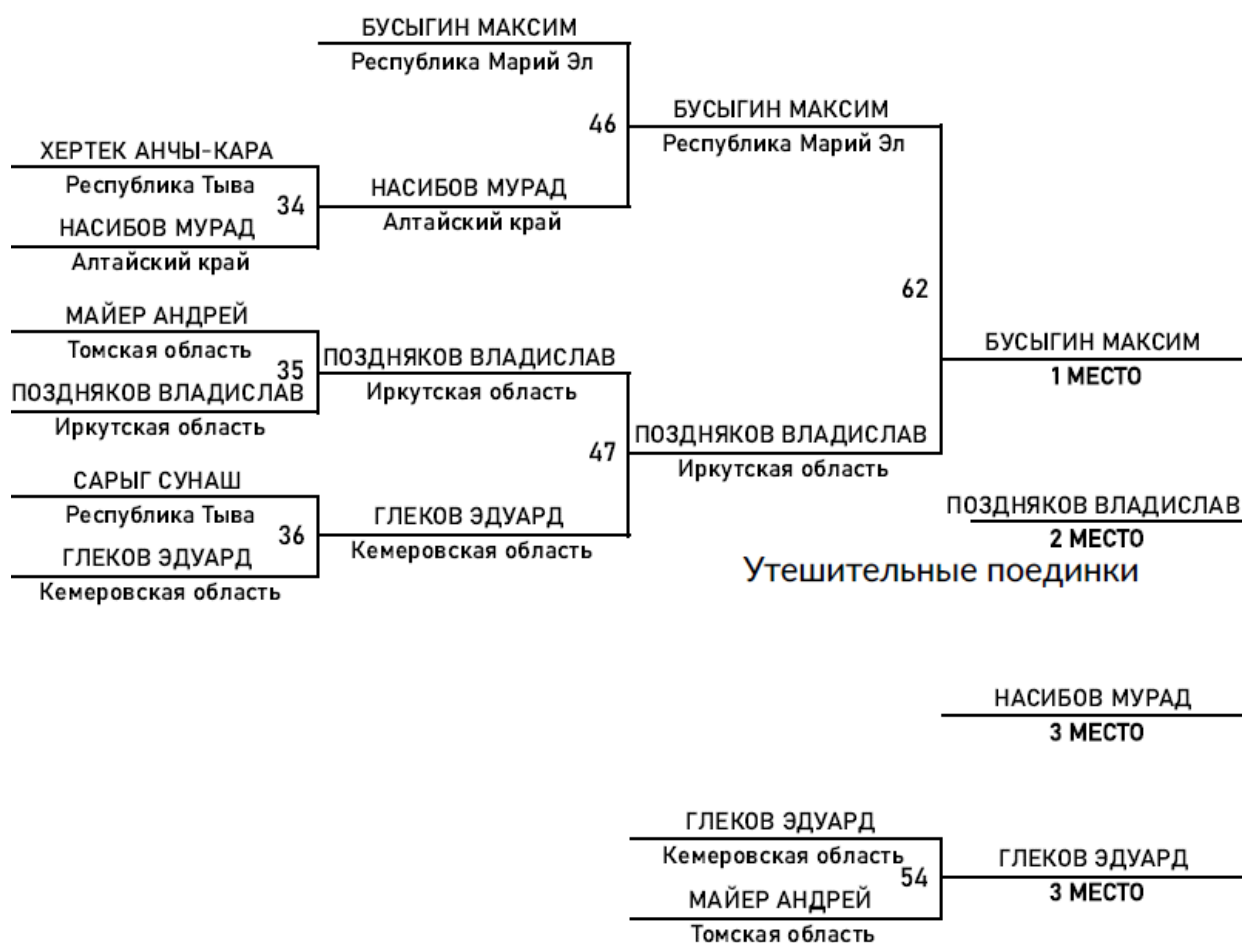 БУСЫГИН МАКСИМ
Республика Марий Эл
46
БУСЫГИН МАКСИМ
Республика Марий Эл
ХЕРТЕК АНЧЫ-КАРА
Республика Тыва
34
НАСИБОВ МУРАД
Алтайский край
НАСИБОВ МУРАД
Алтайский край
62
МАЙЕР АНДРЕЙ
Томская область
35
ПОЗДНЯКОВ ВЛАДИСЛАВ
Иркутская область
ПОЗДНЯКОВ ВЛАДИСЛАВ
Иркутская область
БУСЫГИН МАКСИМ
1 МЕСТО
47
ПОЗДНЯКОВ ВЛАДИСЛАВ
Иркутская область
САРЫГ СУНАШ
Республика Тыва
36
ГЛЕКОВ ЭДУАРД
Кемеровская область
ГЛЕКОВ ЭДУАРД
Кемеровская область
ПОЗДНЯКОВ ВЛАДИСЛАВ
2 МЕСТО
Утешительные поединки
НАСИБОВ МУРАД
3 МЕСТО
ГЛЕКОВ ЭДУАРД
Кемеровская область
54
МАЙЕР АНДРЕЙ
Томская область
ГЛЕКОВ ЭДУАРД
3 МЕСТО